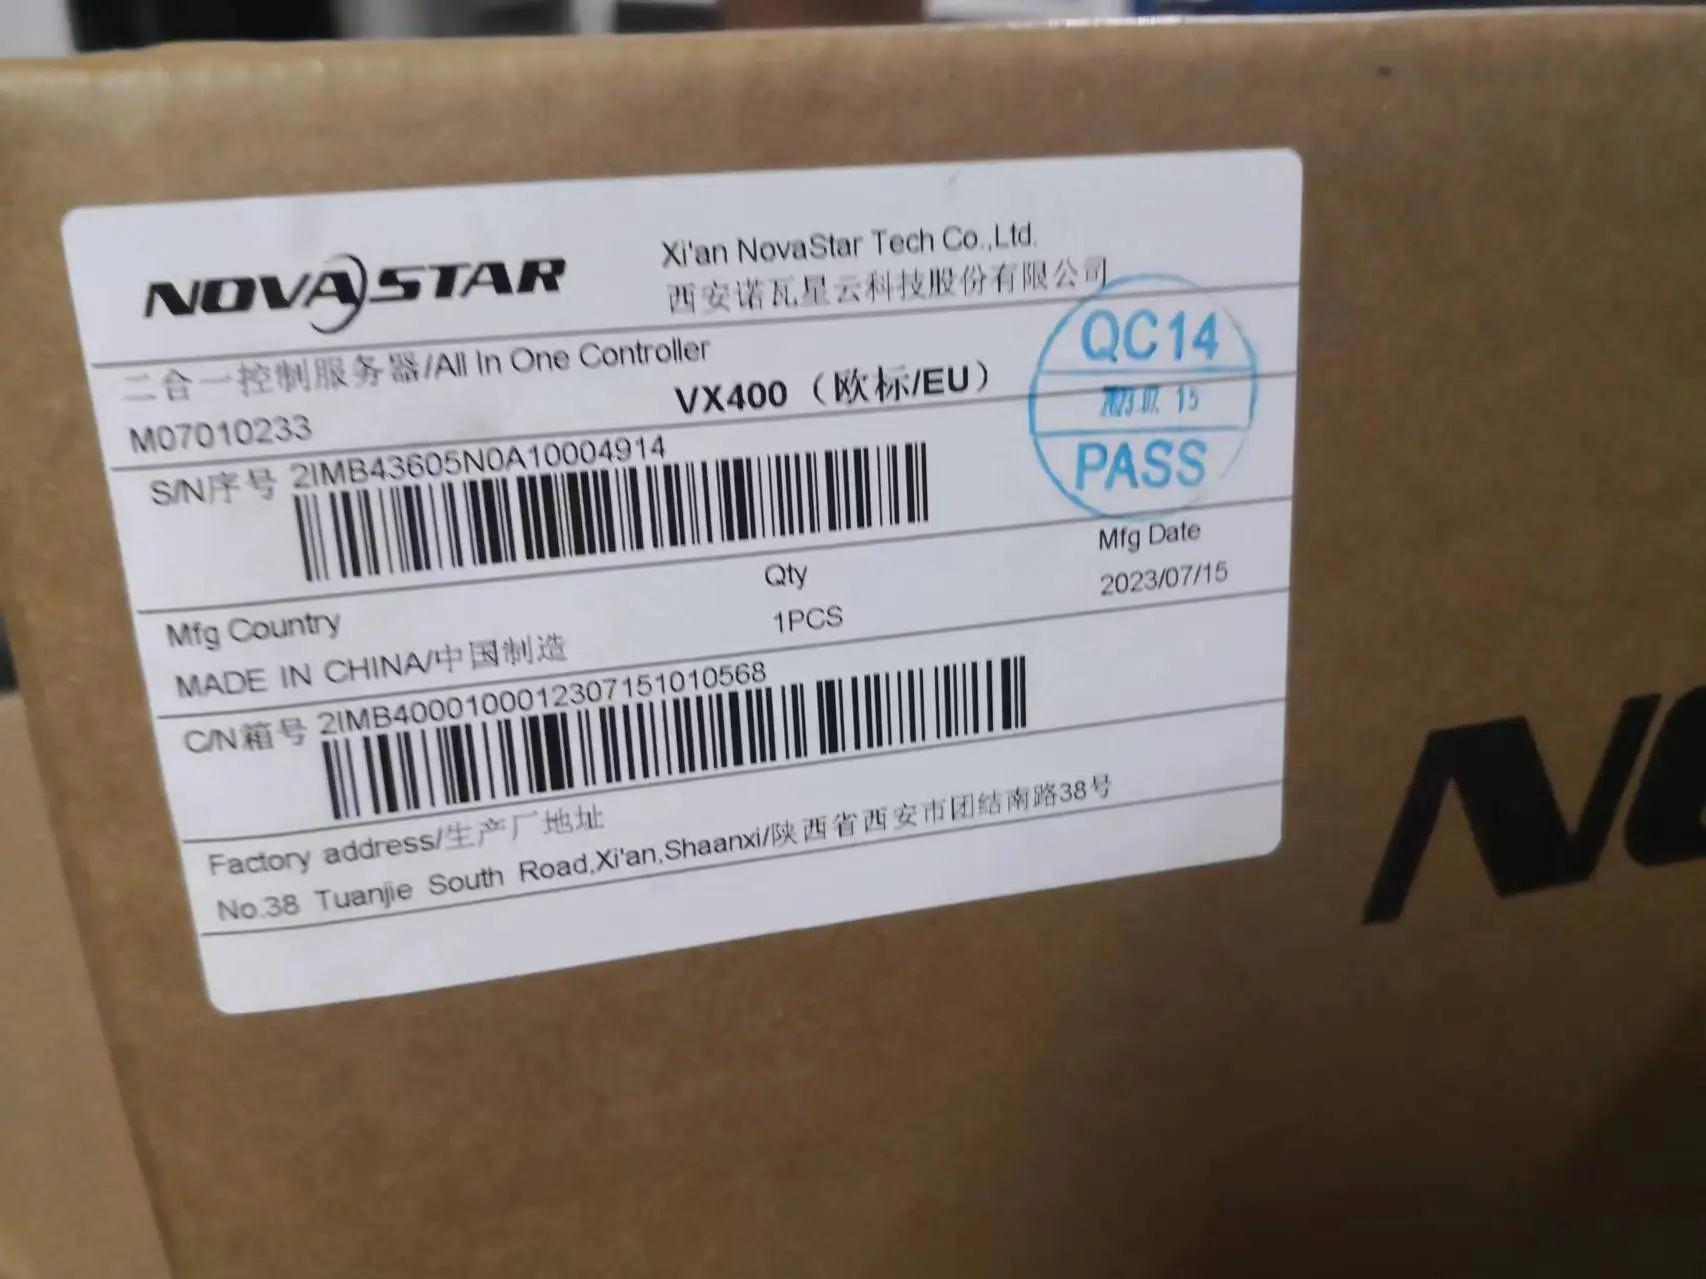 NOVASTAR
Xi'an NovaStar Tech Co.,Ltd.
西安诺瓦星云科技股份有限公司
二合一控制服务器/All In One Controller
M07010233
VX400（欧标/EU）
QC14
2023.07.15
PASS
S/N序号 2IMB43605N0A10004914
Mfg Country
MADE IN CHINA/中国制造
Qty
1PCS
Mfg Date
2023/07/15
C/N箱号 2IMB4000100012307151010568
Factory address/生产厂地址
No.38 Tuanjie South Road,Xi'an,Shaanxi/陕西省西安市团结南路38号
NO